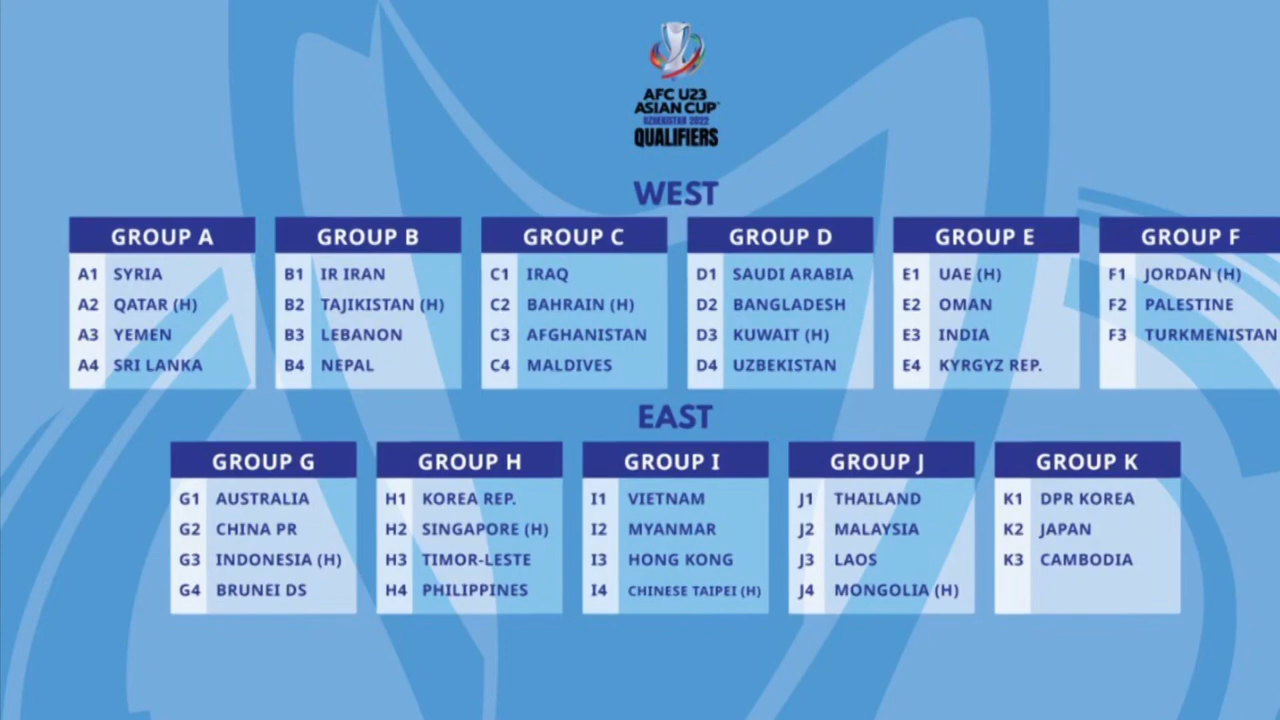 AFC U23
ASIAN CUP™
UZBEKISTAN 2022
QUALIFIERS
WEST
GROUP A
A1 SYRIA
A2 QATAR (H)
A3 YEMEN
A4 SRI LANKA
GROUP B
B1 IR IRAN
B2 TAJIKISTAN (H)
B3 LEBANON
B4 NEPAL
GROUP C
C1 IRAQ
C2 BAHRAIN (H)
C3 AFGHANISTAN
C4 MALDIVES
GROUP D
D1 SAUDI ARABIA
D2 BANGLADESH
D3 KUWAIT (H)
D4 UZBEKISTAN
GROUP E
E1 UAE (H)
E2 OMAN
E3 INDIA
E4 KYRGYZ REP.
GROUP F
F1 JORDAN (H)
F2 PALESTINE
F3 TURKMENISTAN
EAST
GROUP G
G1 AUSTRALIA
G2 CHINA PR
G3 INDONESIA (H)
G4 BRUNEI DS
GROUP H
H1 KOREA REP.
H2 SINGAPORE (H)
H3 TIMOR-LESTE
H4 PHILIPPINES
GROUP I
I1 VIETNAM
I2 MYANMAR
I3 HONG KONG
I4 CHINESE TAIPEI (H)
GROUP J
J1 THAILAND
J2 MALAYSIA
J3 LAOS
J4 MONGOLIA (H)
GROUP K
K1 DPR KOREA
K2 JAPAN
K3 CAMBODIA